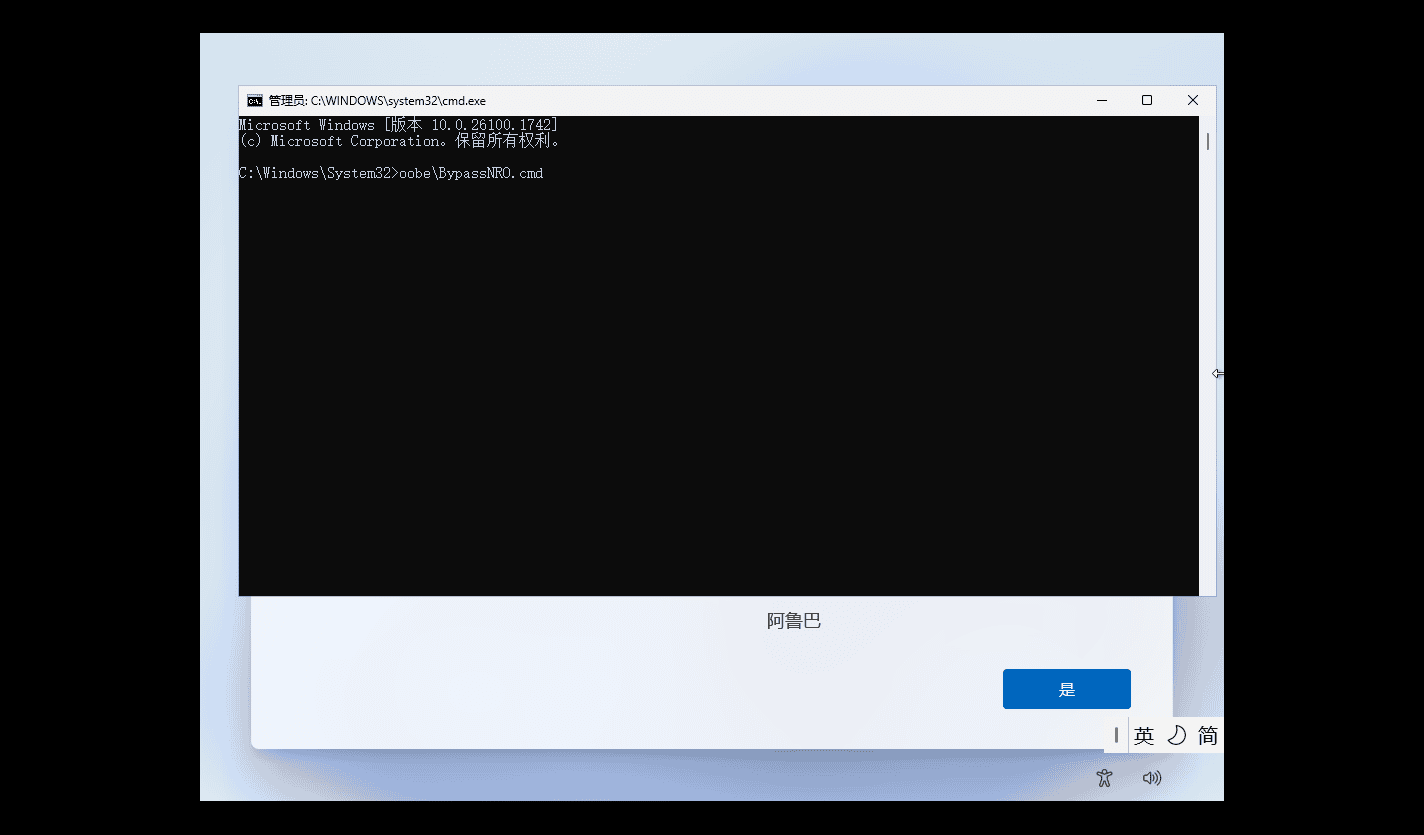 管理员: C:\WINDOWS\system32\cmd.exe
Microsoft Windows [版本 10.0.26100.1742]
(c) Microsoft Corporation。保留所有权利。
C:\Windows\System32>oobe\BypassNRO.cmd
阿鲁巴
是
英 简